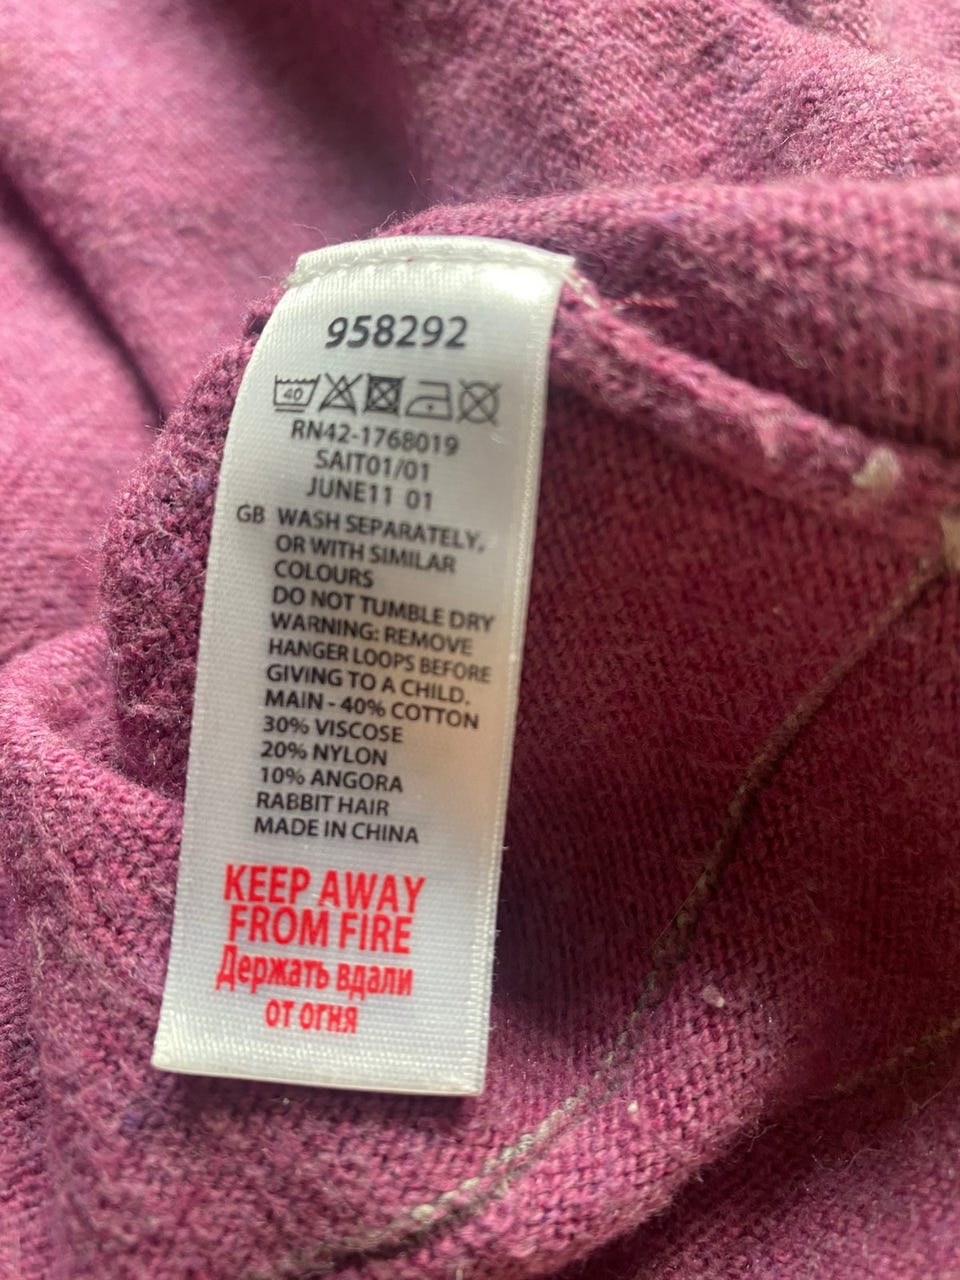 958292
40
RN42-1768019
SAIT01/01
JUNE11 01
GB WASH SEPARATELY,
OR WITH SIMILAR
COLOURS
DO NOT TUMBLE DRY
WARNING: REMOVE
HANGER LOOPS BEFORE
GIVING TO A CHILD.
MAIN - 40% COTTON
30% VISCOSE
20% NYLON
10% ANGORA
RABBIT HAIR
MADE IN CHINA
KEEP AWAY
FROM FIRE
Держать вдали
от огня